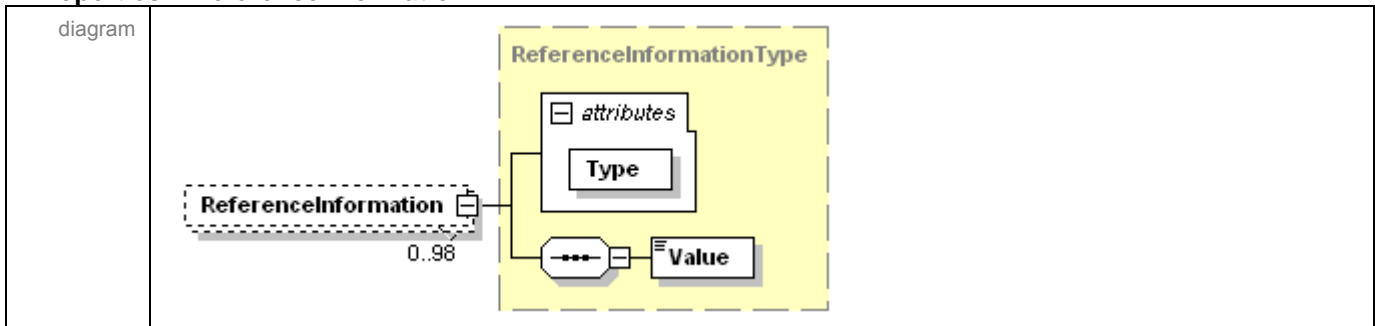 diagram
ReferenceInformationType
attributes
Type
ReferenceInformation
0..98
Value